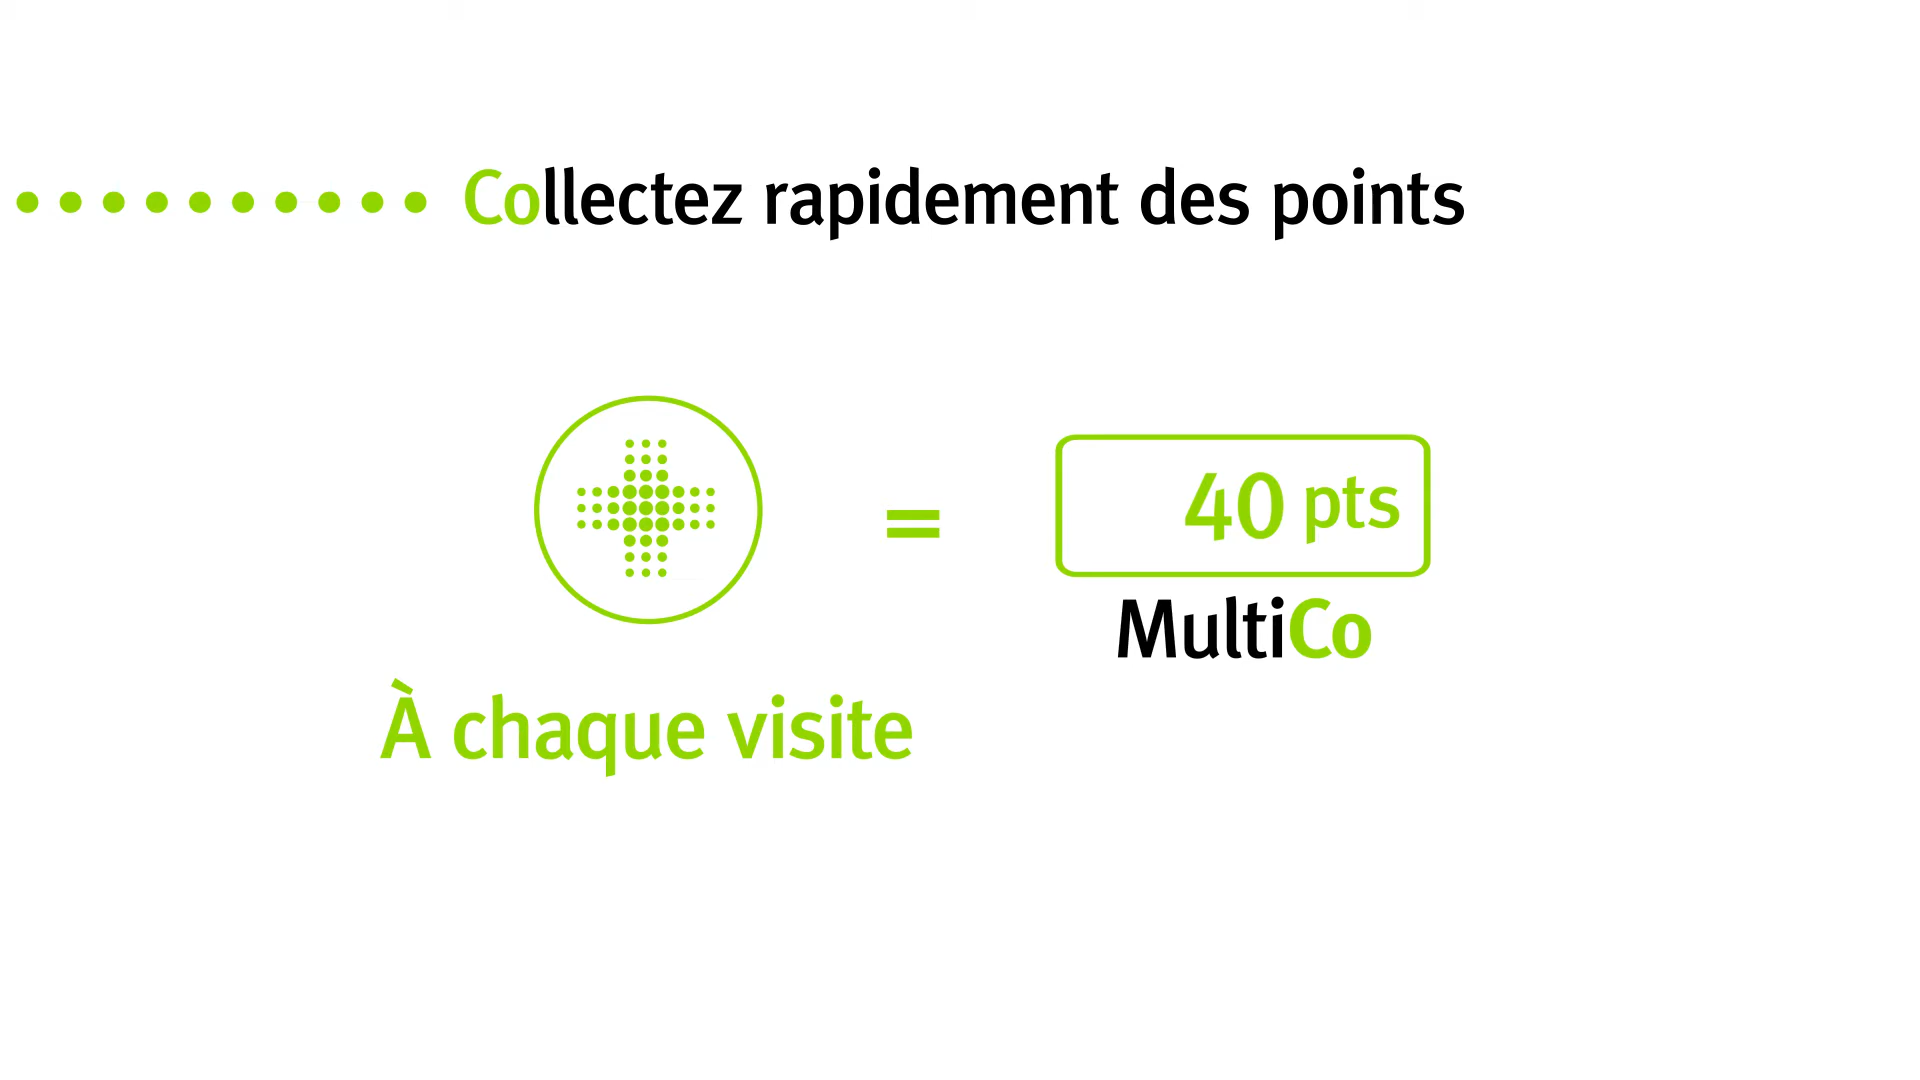 Collectez rapidement des points
=
40 pts
MultiCo
À chaque visite